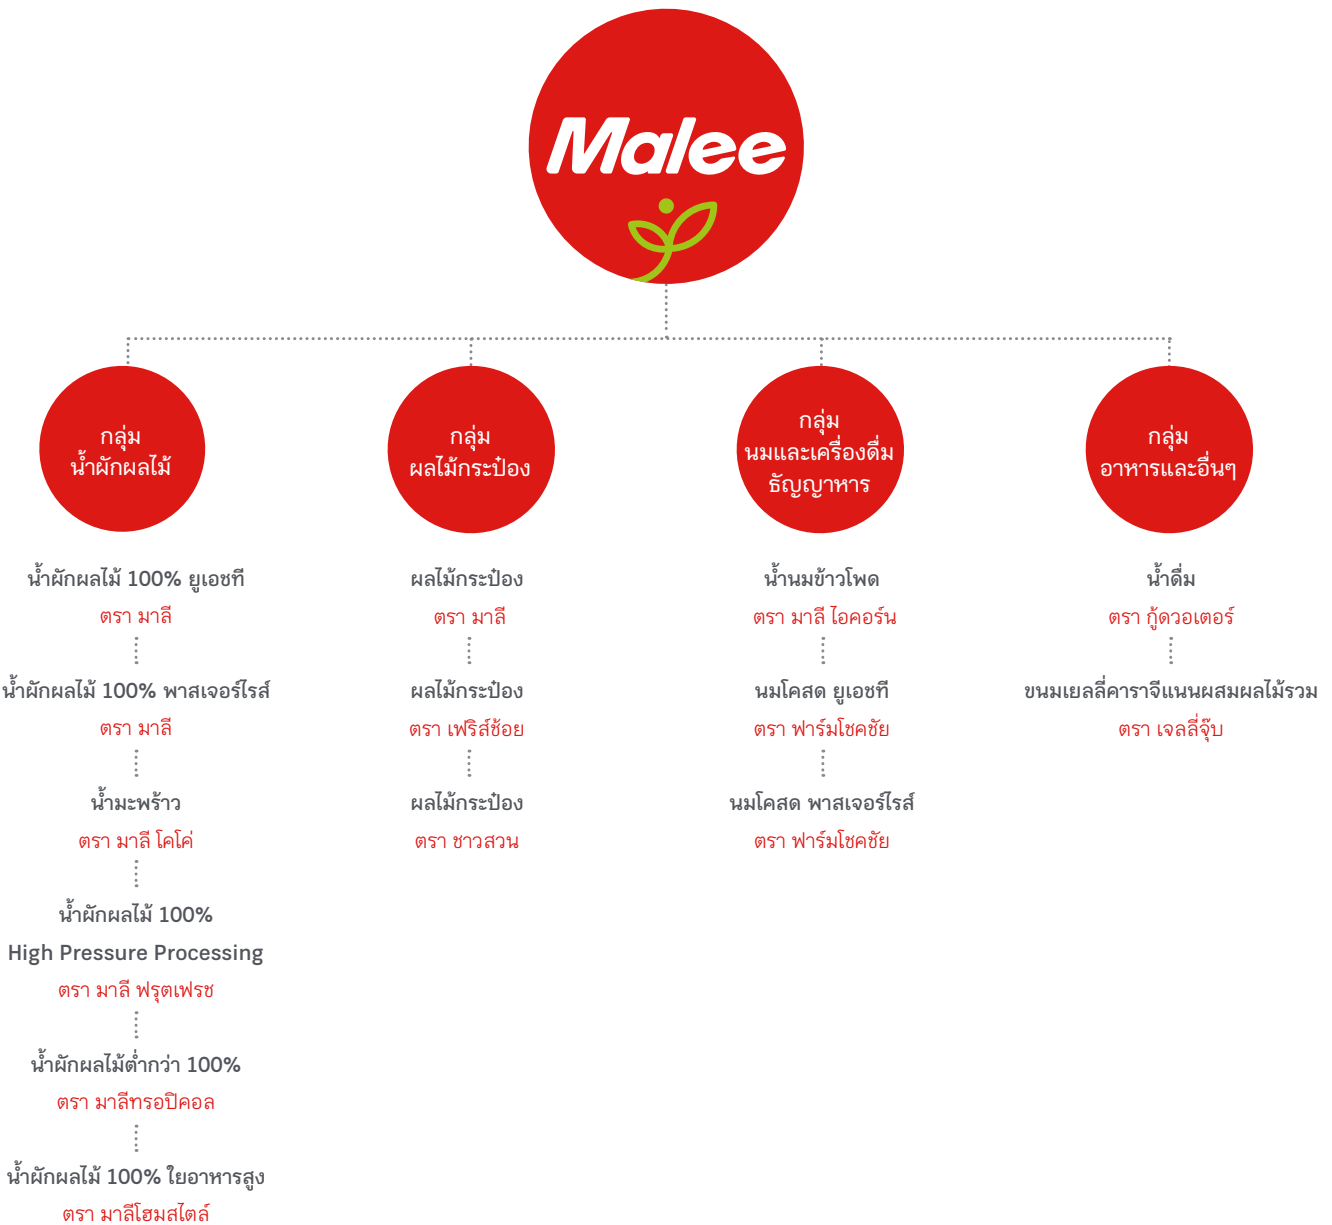 Malee
กลุ่ม
น้ำผักผลไม้
น้ำผักผลไม้ 100% ยูเอชที
ตรา มาลี
น้ำผักผลไม้ 100% พาสเจอร์ไรส์
ตรา มาลี
น้ำมะพร้าว
ตรา มาลี โคโค่
น้ำผักผลไม้ 100%
High Pressure Processing
ตรา มาลี ฟรุตเฟรช
น้ำผักผลไม้ต่ำกว่า 100%
ตรา มาลีทรอปิคอล
น้ำผักผลไม้ 100% ใยอาหารสูง
ตรา มาลีโฮมสไตล์
กลุ่ม
ผลไม้กระป๋อง
ผลไม้กระป๋อง
ตรา มาลี
ผลไม้กระป๋อง
ตรา เฟริส์ช้อย
ผลไม้กระป๋อง
ตรา ชาวสวน
กลุ่ม
นมและเครื่องดื่ม
ธัญญาหาร
น้ำนมข้าวโพด
ตรา มาลี ไอคอร์น
นมโคสด ยูเอชที
ตรา ฟาร์มโชคชัย
นมโคสด พาสเจอร์ไรส์
ตรา ฟาร์มโชคชัย
กลุ่ม
อาหารและอื่นๆ
น้ำดื่ม
ตรา กู้ดวอเตอร์
ขนมเยลลี่คาราจีแนนผสมผลไม้รวม
ตรา เจลลี่จุ๊บ